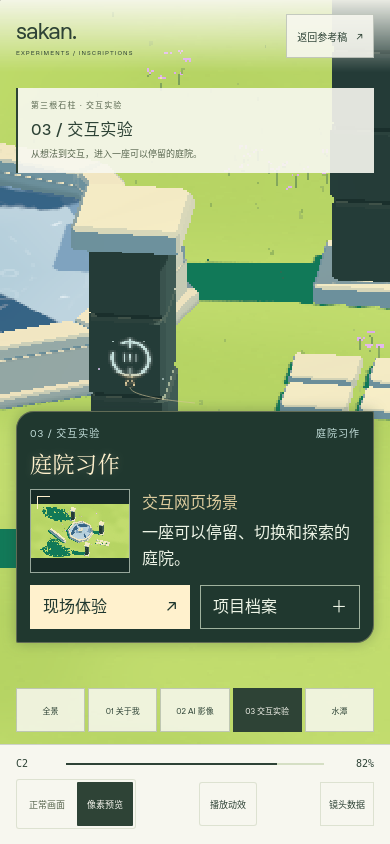 sakan.
EXPERIMENTS / INSCRIPTIONS
返回参考稿 ↗
第三根石柱 · 交互实验
03 / 交互实验
从想法到交互，进入一座可以停留的庭院。
03 / 交互实验
庭院习作
庭院习作
交互网页场景
一座可以停留、切换和探索的
庭院。
现场体验 ↗
项目档案 +
全景
01 关于我
02 AI 影像
03 交互实验
水潭
C2
82%
正常画面
像素预览
播放动效
镜头数据